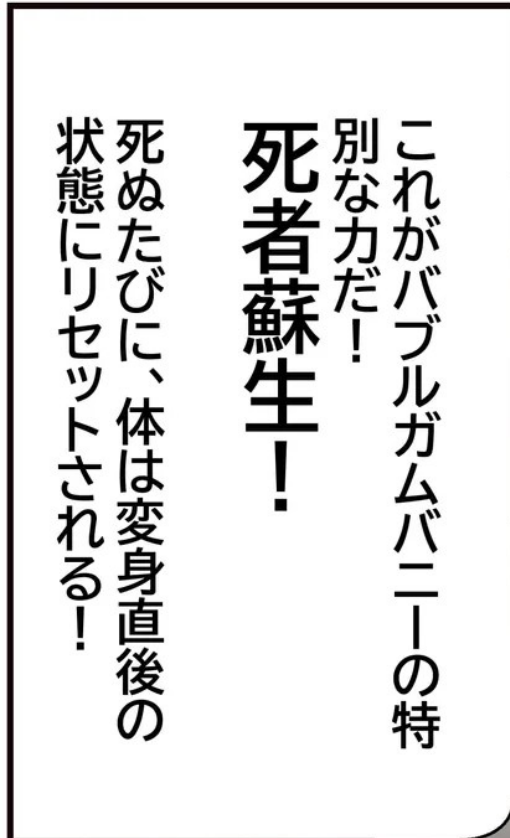 これがバブルガムバニーの特
別な力だ！
死者蘇生！
死ぬたびに、体は変身直後の
状態にリセットされる！